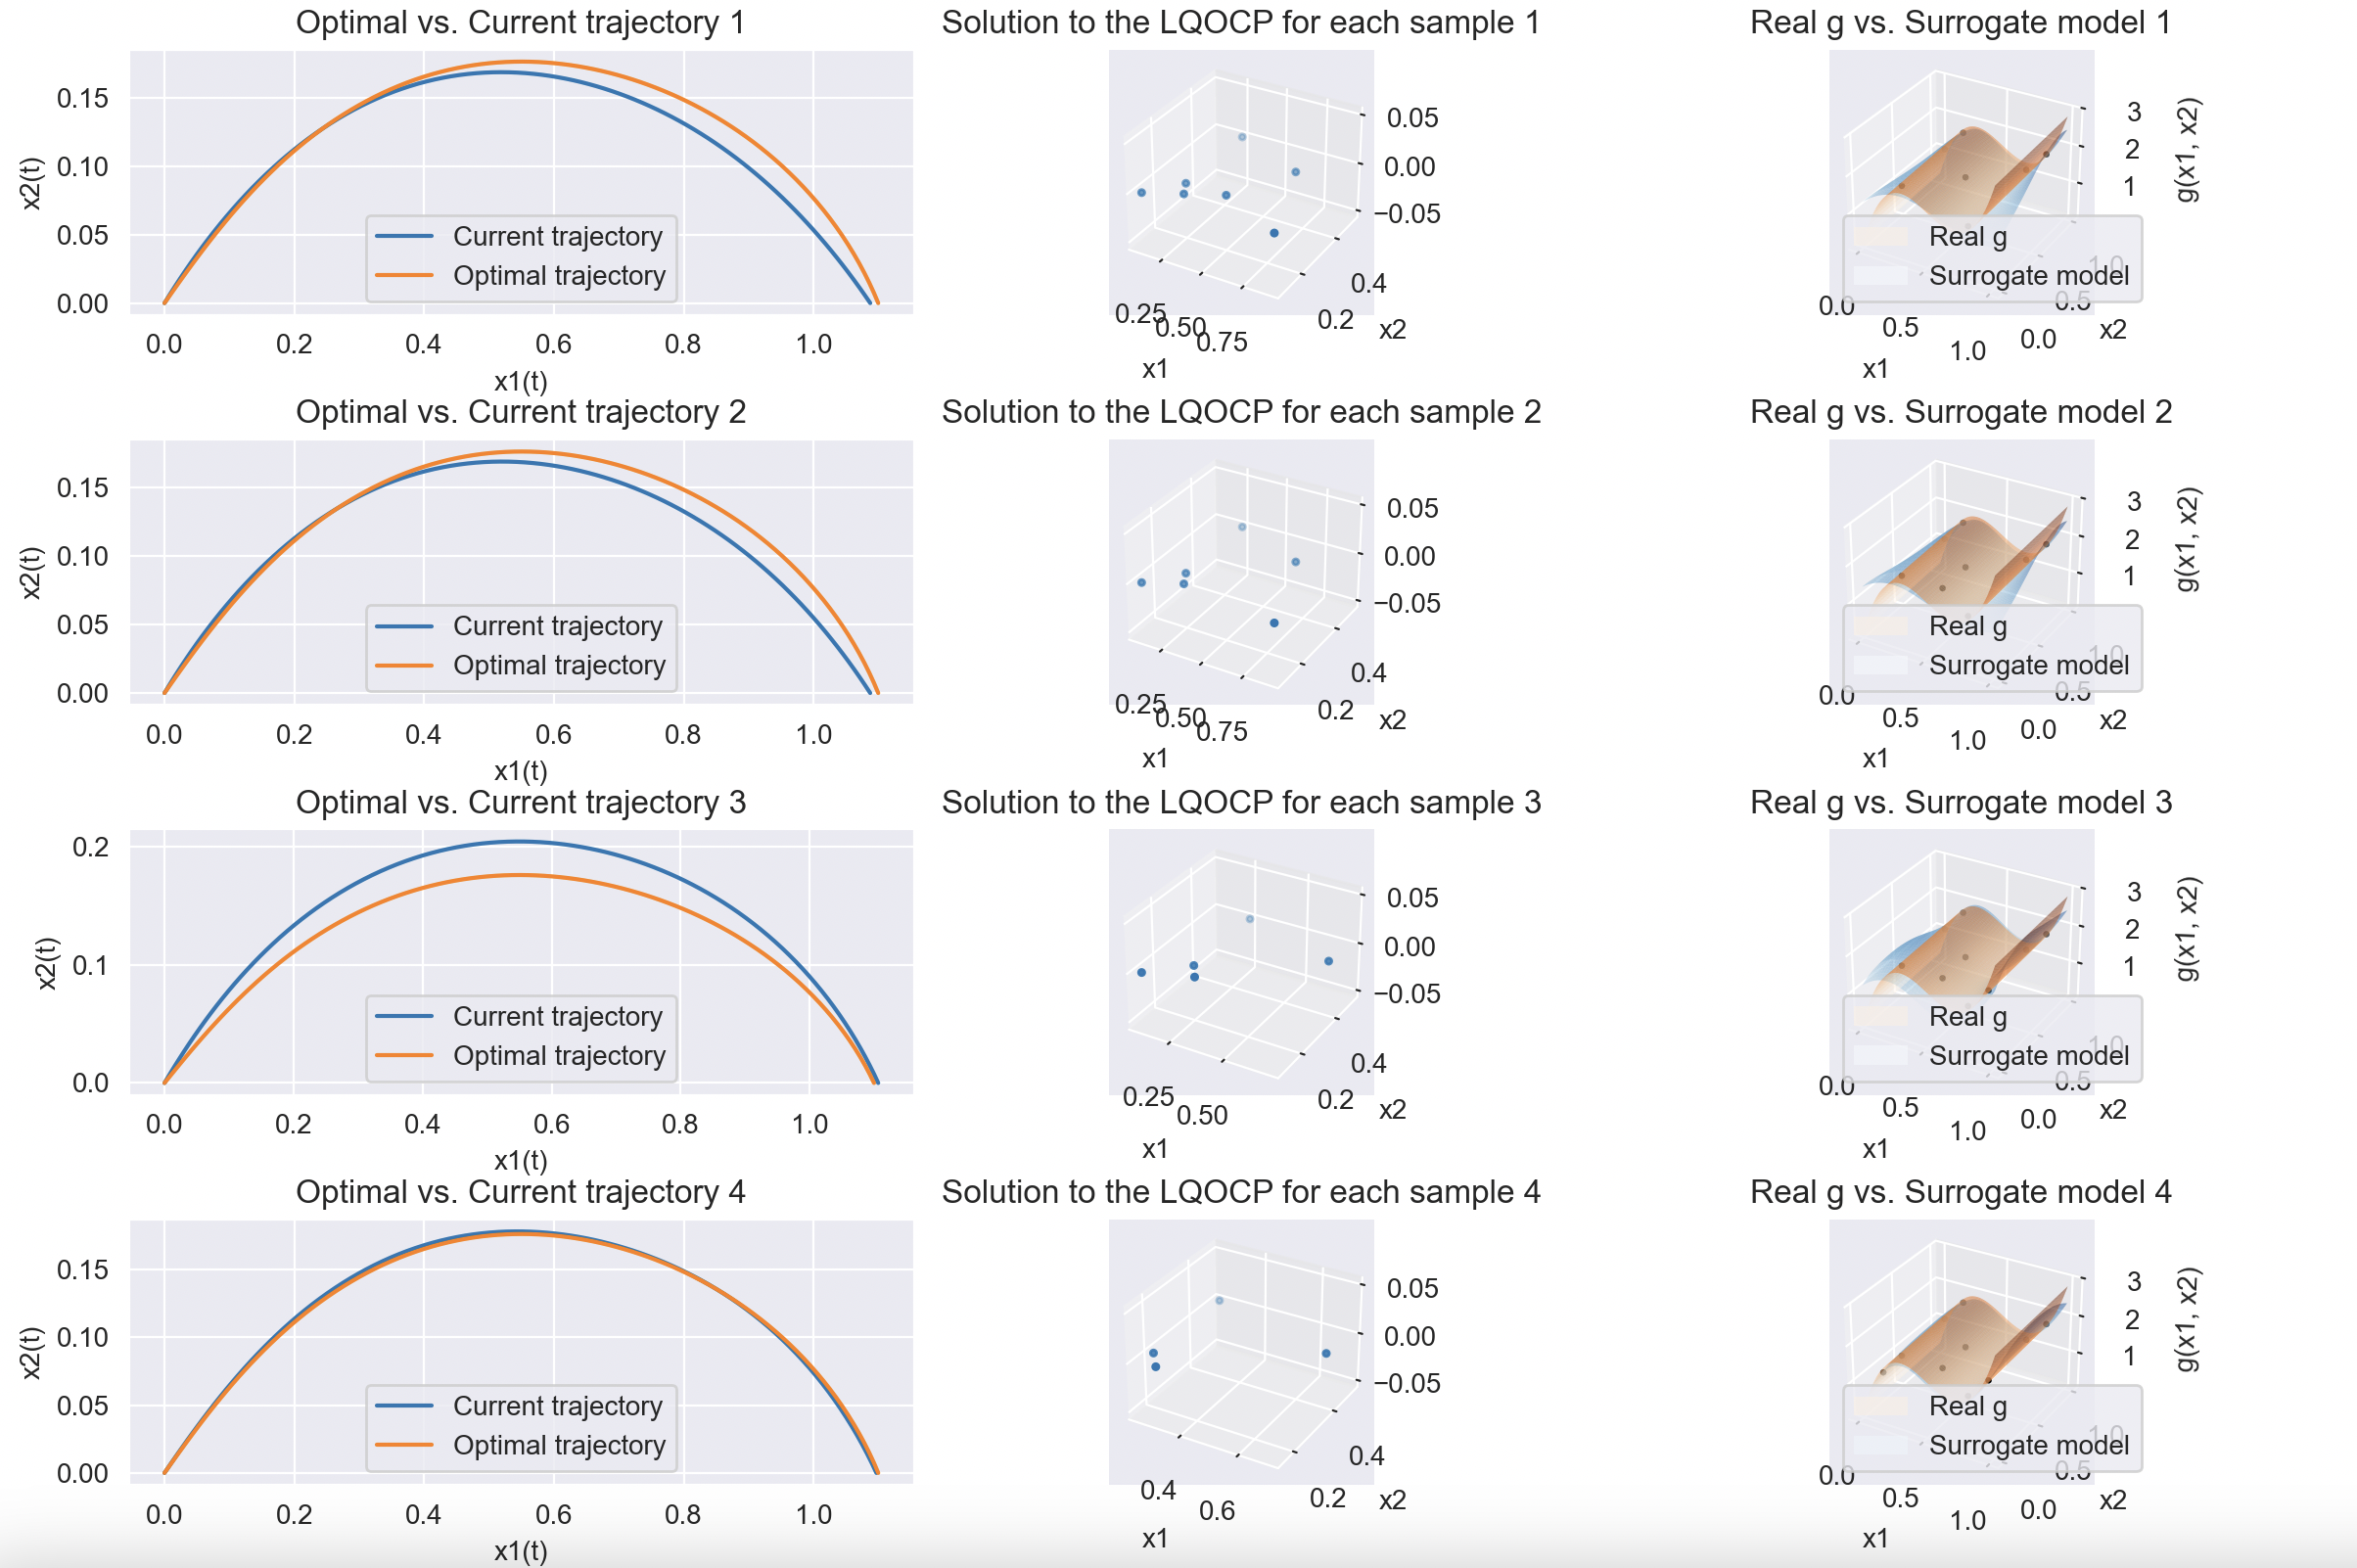 Optimal vs. Current trajectory 1
0.15
0.10
0.05
0.00
x2(t)
Current trajectory
Optimal trajectory
0.0 0.2 0.4 0.6 0.8 1.0
x1(t)
Solution to the LQOCP for each sample 1
0.05
0.00
−0.05
0.25 0.50 0.75
x1
0.2 0.4
x2
Real g vs. Surrogate model 1
3
2
1
g(x1, x2)
Real g
Surrogate model
0.0 0.5 1.0
x1
0.0 0.5 1.0
x2
Optimal vs. Current trajectory 2
0.15
0.10
0.05
0.00
x2(t)
Current trajectory
Optimal trajectory
0.0 0.2 0.4 0.6 0.8 1.0
x1(t)
Solution to the LQOCP for each sample 2
0.05
0.00
−0.05
0.25 0.50 0.75
x1
0.2 0.4
x2
Real g vs. Surrogate model 2
3
2
1
g(x1, x2)
Real g
Surrogate model
0.0 0.5 1.0
x1
0.0 0.5 1.0
x2
Optimal vs. Current trajectory 3
0.2
0.1
0.0
x2(t)
Current trajectory
Optimal trajectory
0.0 0.2 0.4 0.6 0.8 1.0
x1(t)
Solution to the LQOCP for each sample 3
0.05
0.00
−0.05
0.25 0.50
x1
0.2 0.4
x2
Real g vs. Surrogate model 3
3
2
1
g(x1, x2)
Real g
Surrogate model
0.0 0.5 1.0
x1
0.0 0.5 1.0
x2
Optimal vs. Current trajectory 4
0.15
0.10
0.05
0.00
x2(t)
Current trajectory
Optimal trajectory
0.0 0.2 0.4 0.6 0.8 1.0
x1(t)
Solution to the LQOCP for each sample 4
0.05
0.00
−0.05
0.4 0.6
x1
0.2 0.4
x2
Real g vs. Surrogate model 4
3
2
1
g(x1, x2)
Real g
Surrogate model
0.0 0.5 1.0
x1
0.0 0.5 1.0
x2